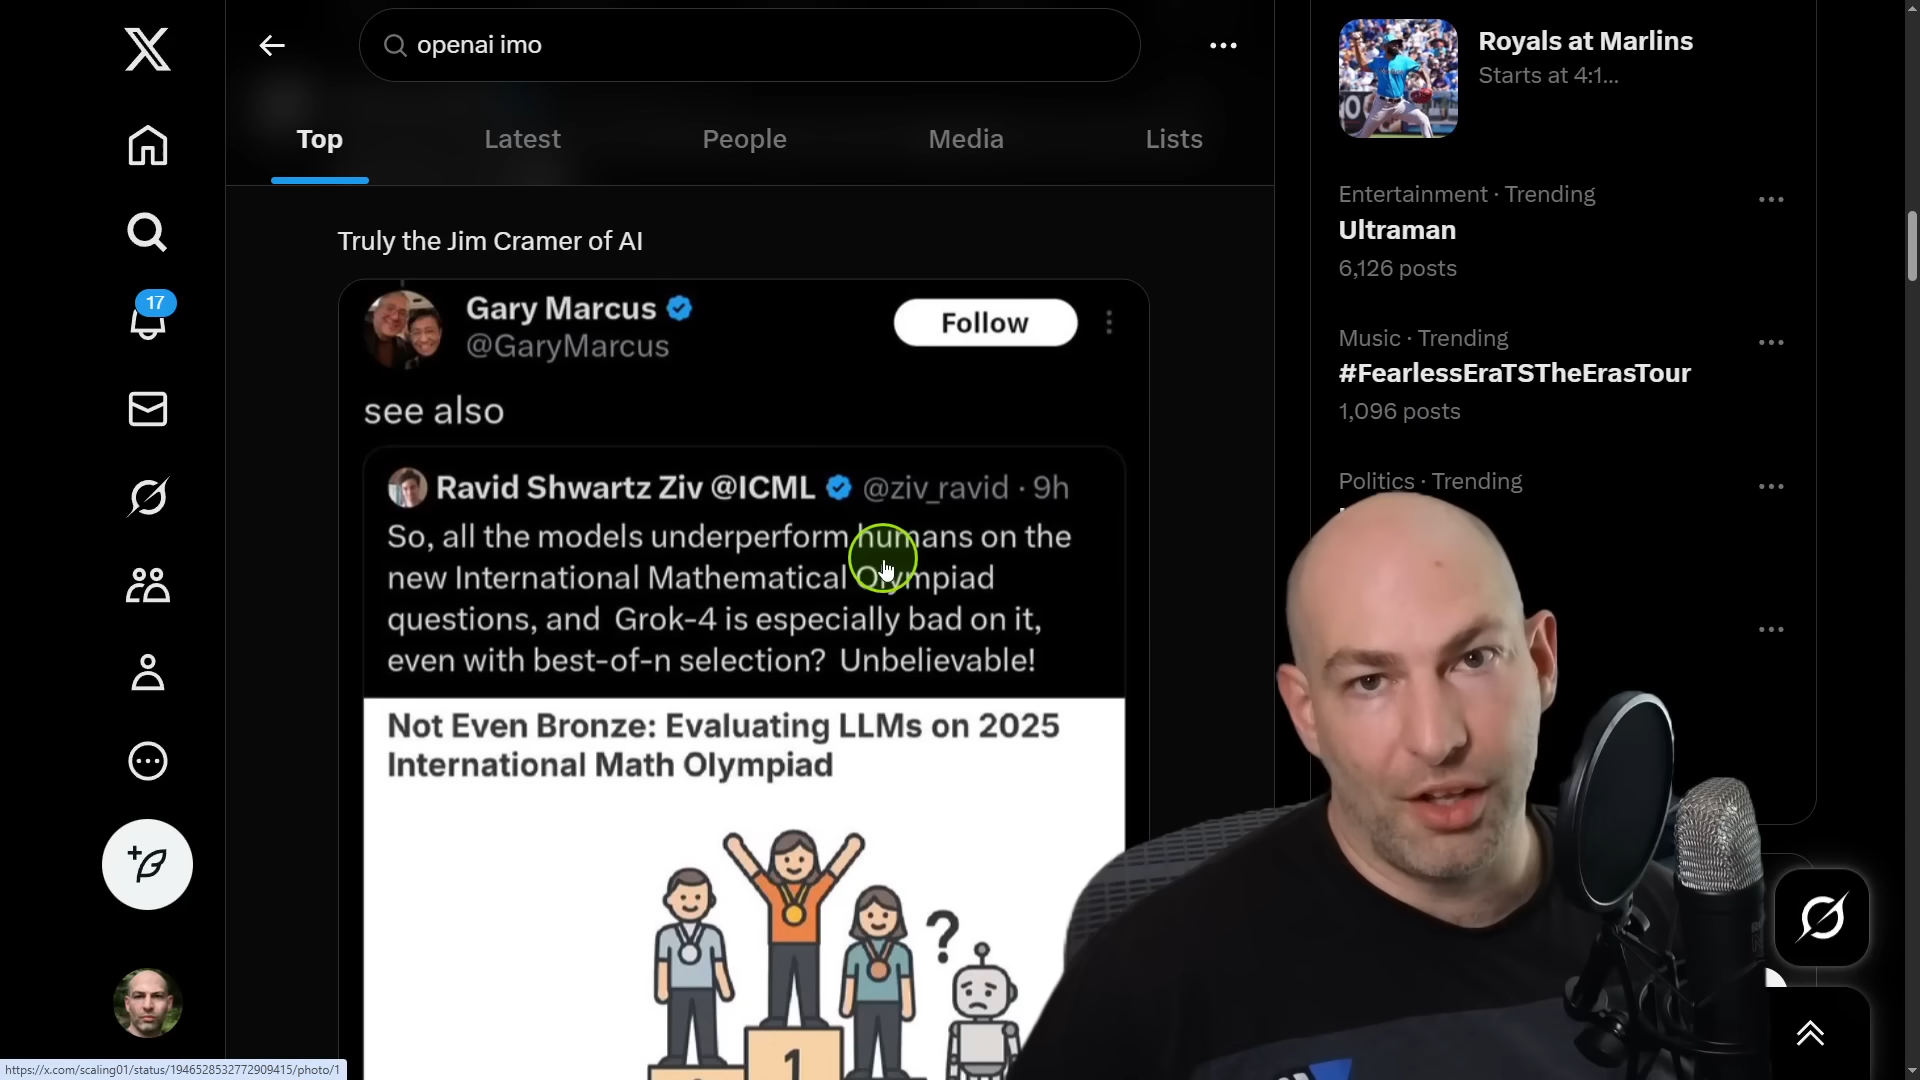 openai imo
Top
Latest
People
Media
Lists
Truly the Jim Cramer of AI
Gary Marcus
@GaryMarcus
Follow
see also
Ravid Shwartz Ziv @ICML @ziv_ravid · 9h
So, all the models underperform humans on the
new International Mathematical Olympiad
questions, and Grok-4 is especially bad on it,
even with best-of-n selection? Unbelievable!
Not Even Bronze: Evaluating LLMs on 2025
International Math Olympiad
?
1
17
Royals at Marlins
Starts at 4:1...
Entertainment · Trending
Ultraman
6,126 posts
Music · Trending
#FearlessEraTSTheErasTour
1,096 posts
Politics · Trending
https://x.com/scaling01/status/1946528532772909415/photo/1